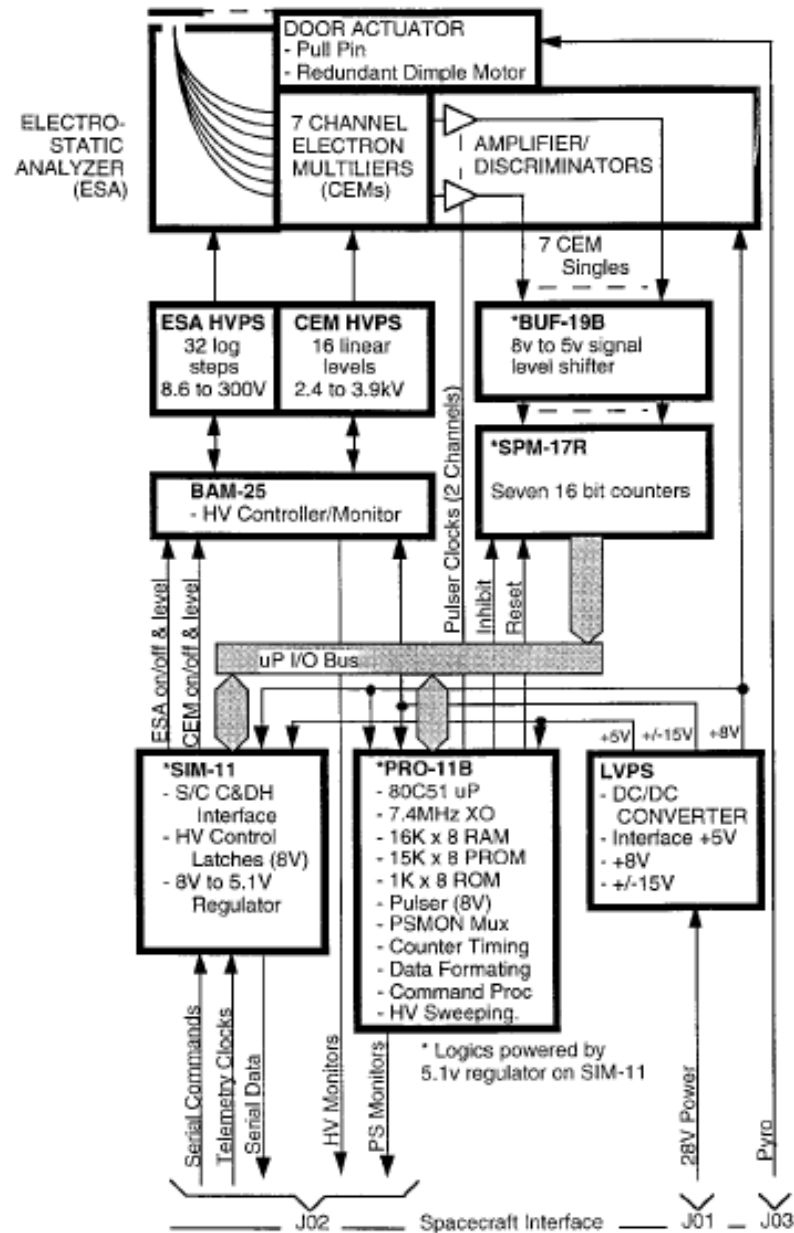 DOOR ACTUATOR
- Pull Pin
- Redundant Dimple Motor
ELECTRO-
STATIC
ANALYZER
(ESA)
7 CHANNEL
ELECTRON
MULTILIERS
(CEMs)
AMPLIFIER/
DISCRIMINATORS
7 CEM
Singles
ESA HVPS
32 log
steps
8.6 to 300V
CEM HVPS
16 linear
levels
2.4 to 3.9kV
*BUF-19B
8v to 5v signal
level shifter
*SPM-17R
Seven 16 bit counters
BAM-25
- HV Controller/Monitor
ESA on/off & level
CEM on/off & level
Pulser Clocks (2 Channels)
Inhibit
Reset
uP I/O Bus
+5V
+/-15V
+8V
*SIM-11
- S/C C&DH
Interface
- HV Control
Latches (8V)
- 8V to 5.1V
Regulator
*PRO-11B
- 80C51 uP
- 7.4MHz XO
- 16K x 8 RAM
- 15K x 8 PROM
- 1K x 8 ROM
- Pulser (8V)
- PSMON Mux
- Counter Timing
- Data Formating
- Command Proc
- HV Sweeping.
LVPS
- DC/DC
CONVERTER
- Interface +5V
- +8V
- +/-15V
* Logics powered by
5.1v regulator on SIM-11
Serial Commands
Telemetry Clocks
Serial Data
HV Monitors
PS Monitors
28V Power
Pyro
J02 Spacecraft Interface J01 J03